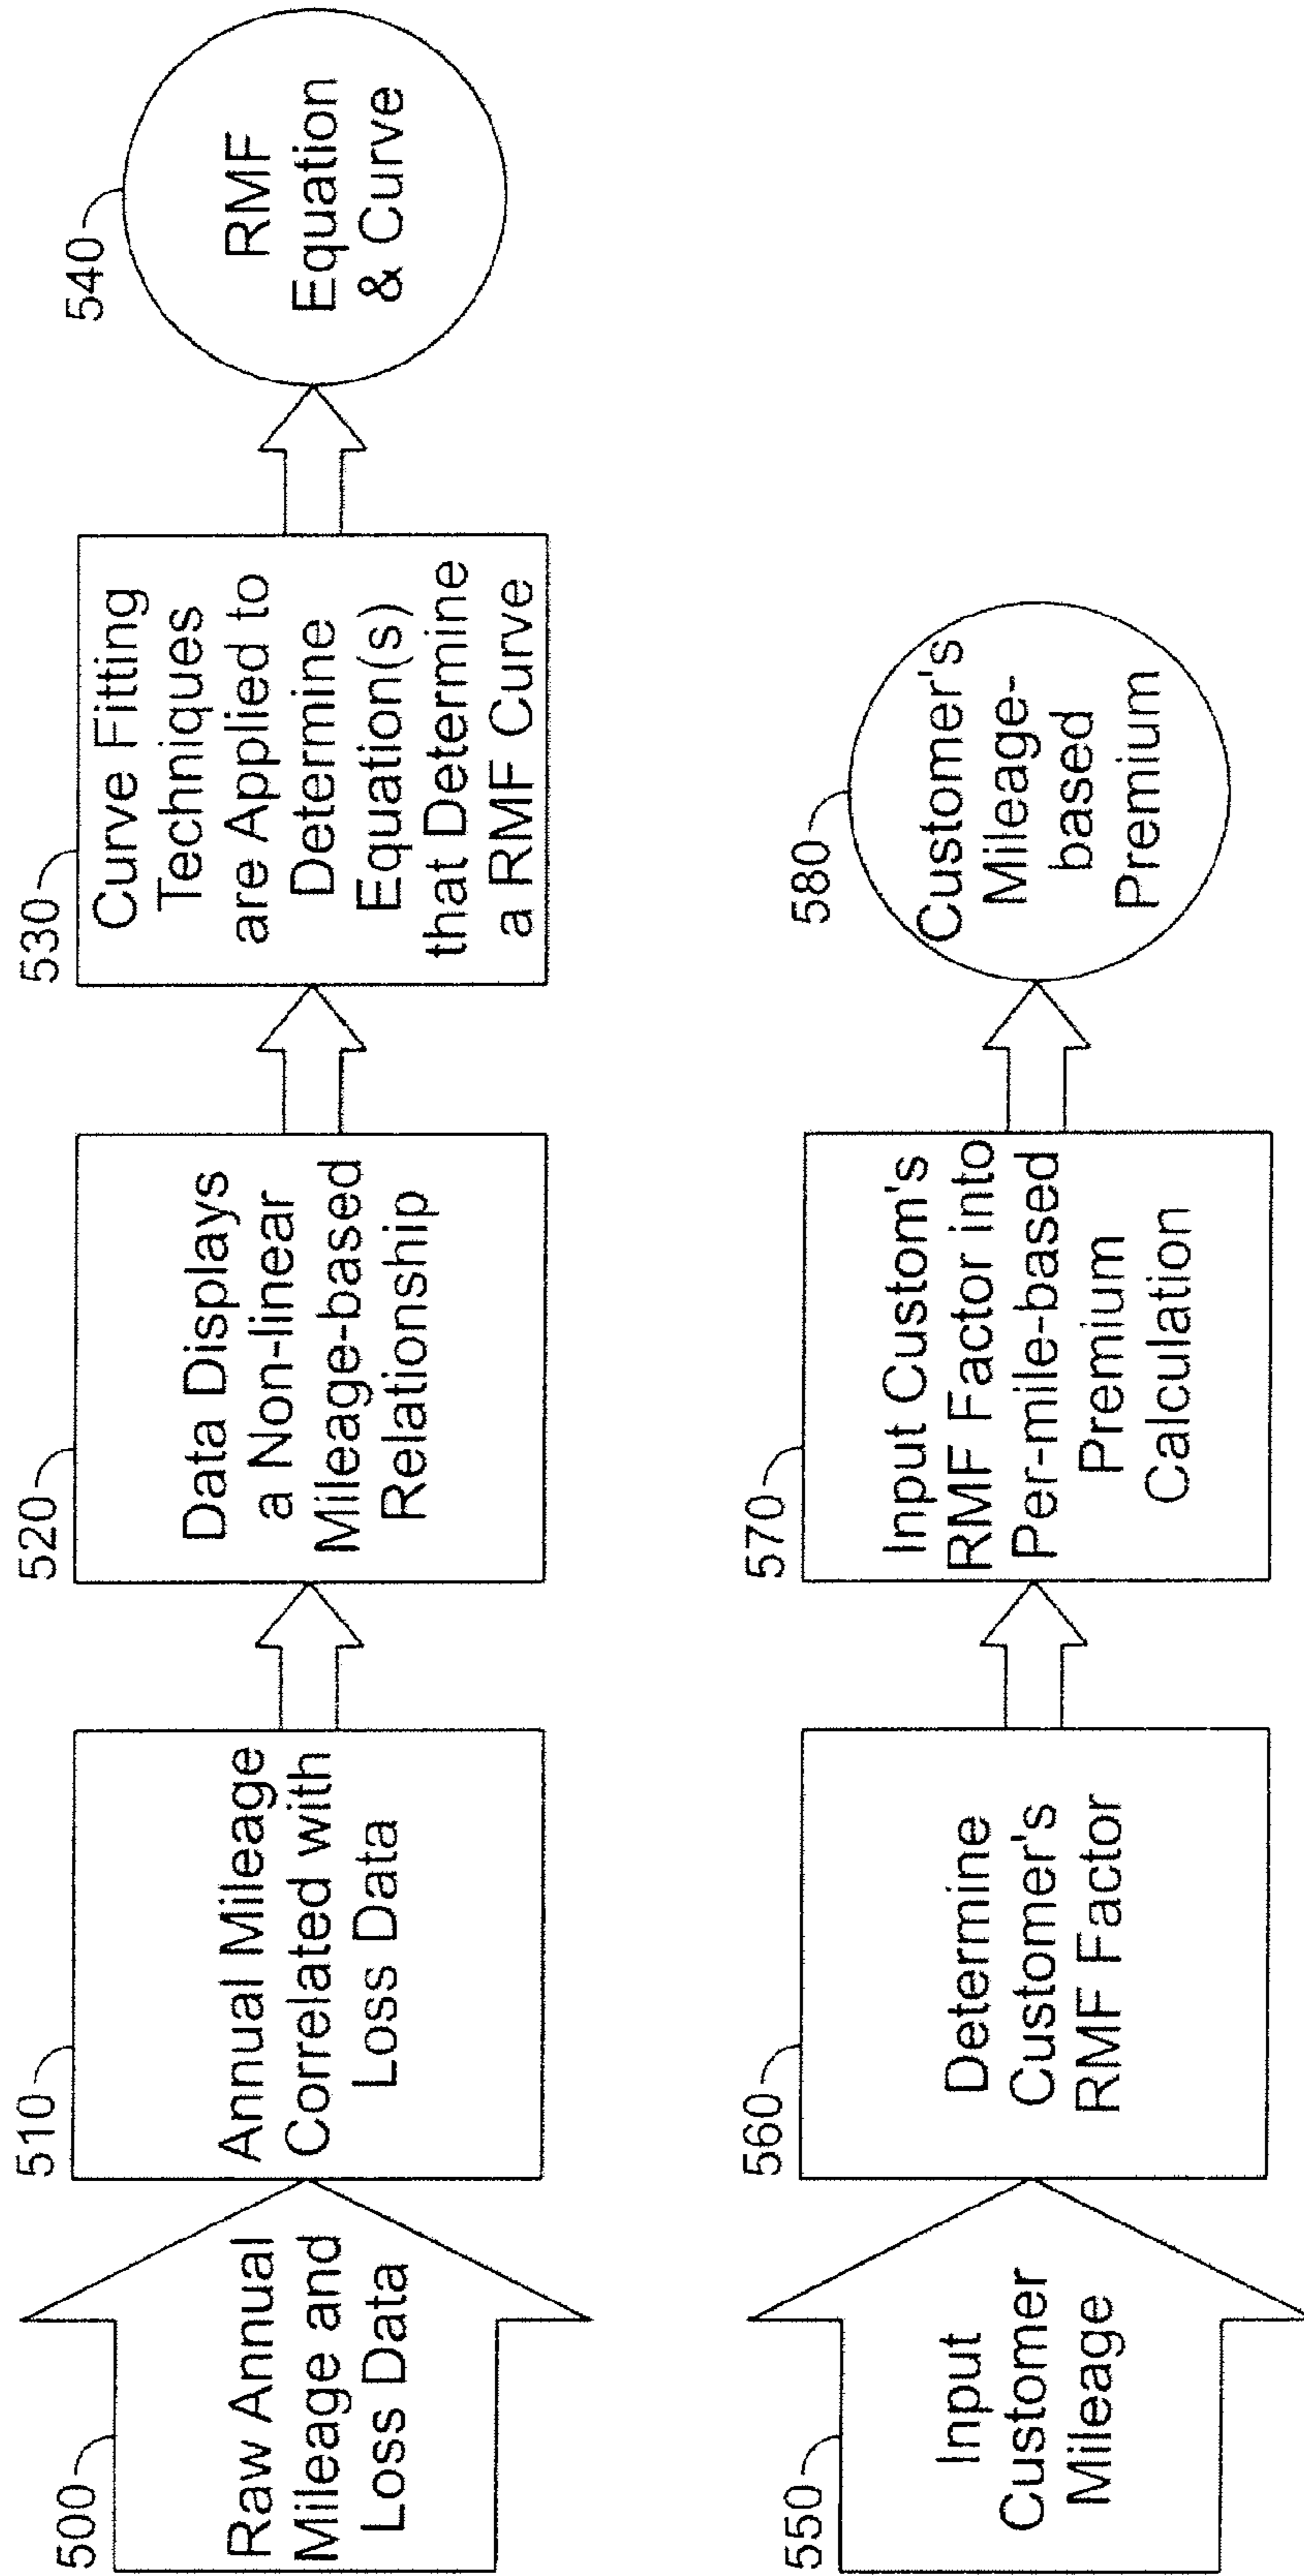 500
Raw Annual
Mileage and
Loss Data
510
Annual Mileage
Correlated with
Loss Data
520
Data Displays
a Non-linear
Mileage-based
Relationship
530
Curve Fitting
Techniques
are Applied to
Determine
Equation(s)
that Determine
a RMF Curve
540
RMF
Equation
& Curve
550
Input
Customer
Mileage
560
Determine
Customer's
RMF Factor
570
Input Custom's
RMF Factor into
Per-mile-based
Premium
Calculation
580
Customer's
Mileage-
based
Premium